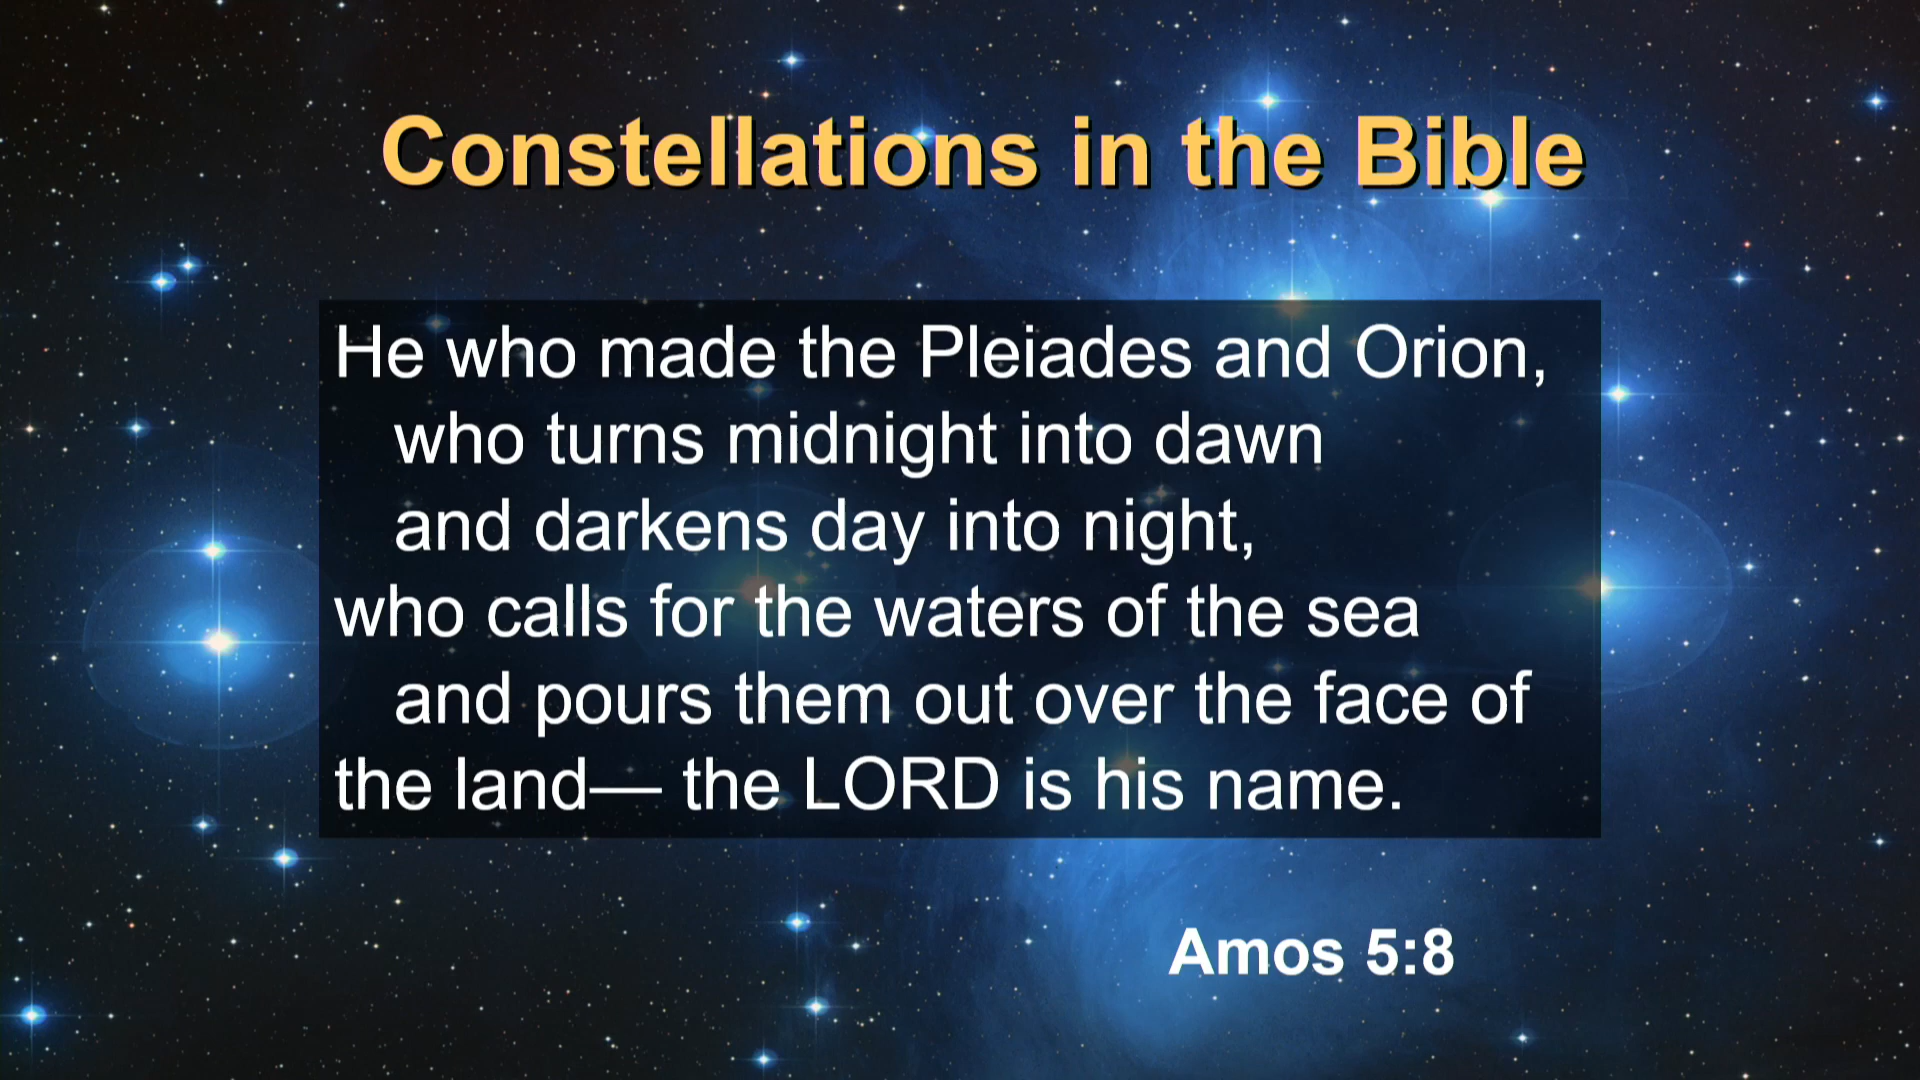 Constellations in the Bible
He who made the Pleiades and Orion,
who turns midnight into dawn
and darkens day into night,
who calls for the waters of the sea
and pours them out over the face of
the land— the LORD is his name.
Amos 5:8